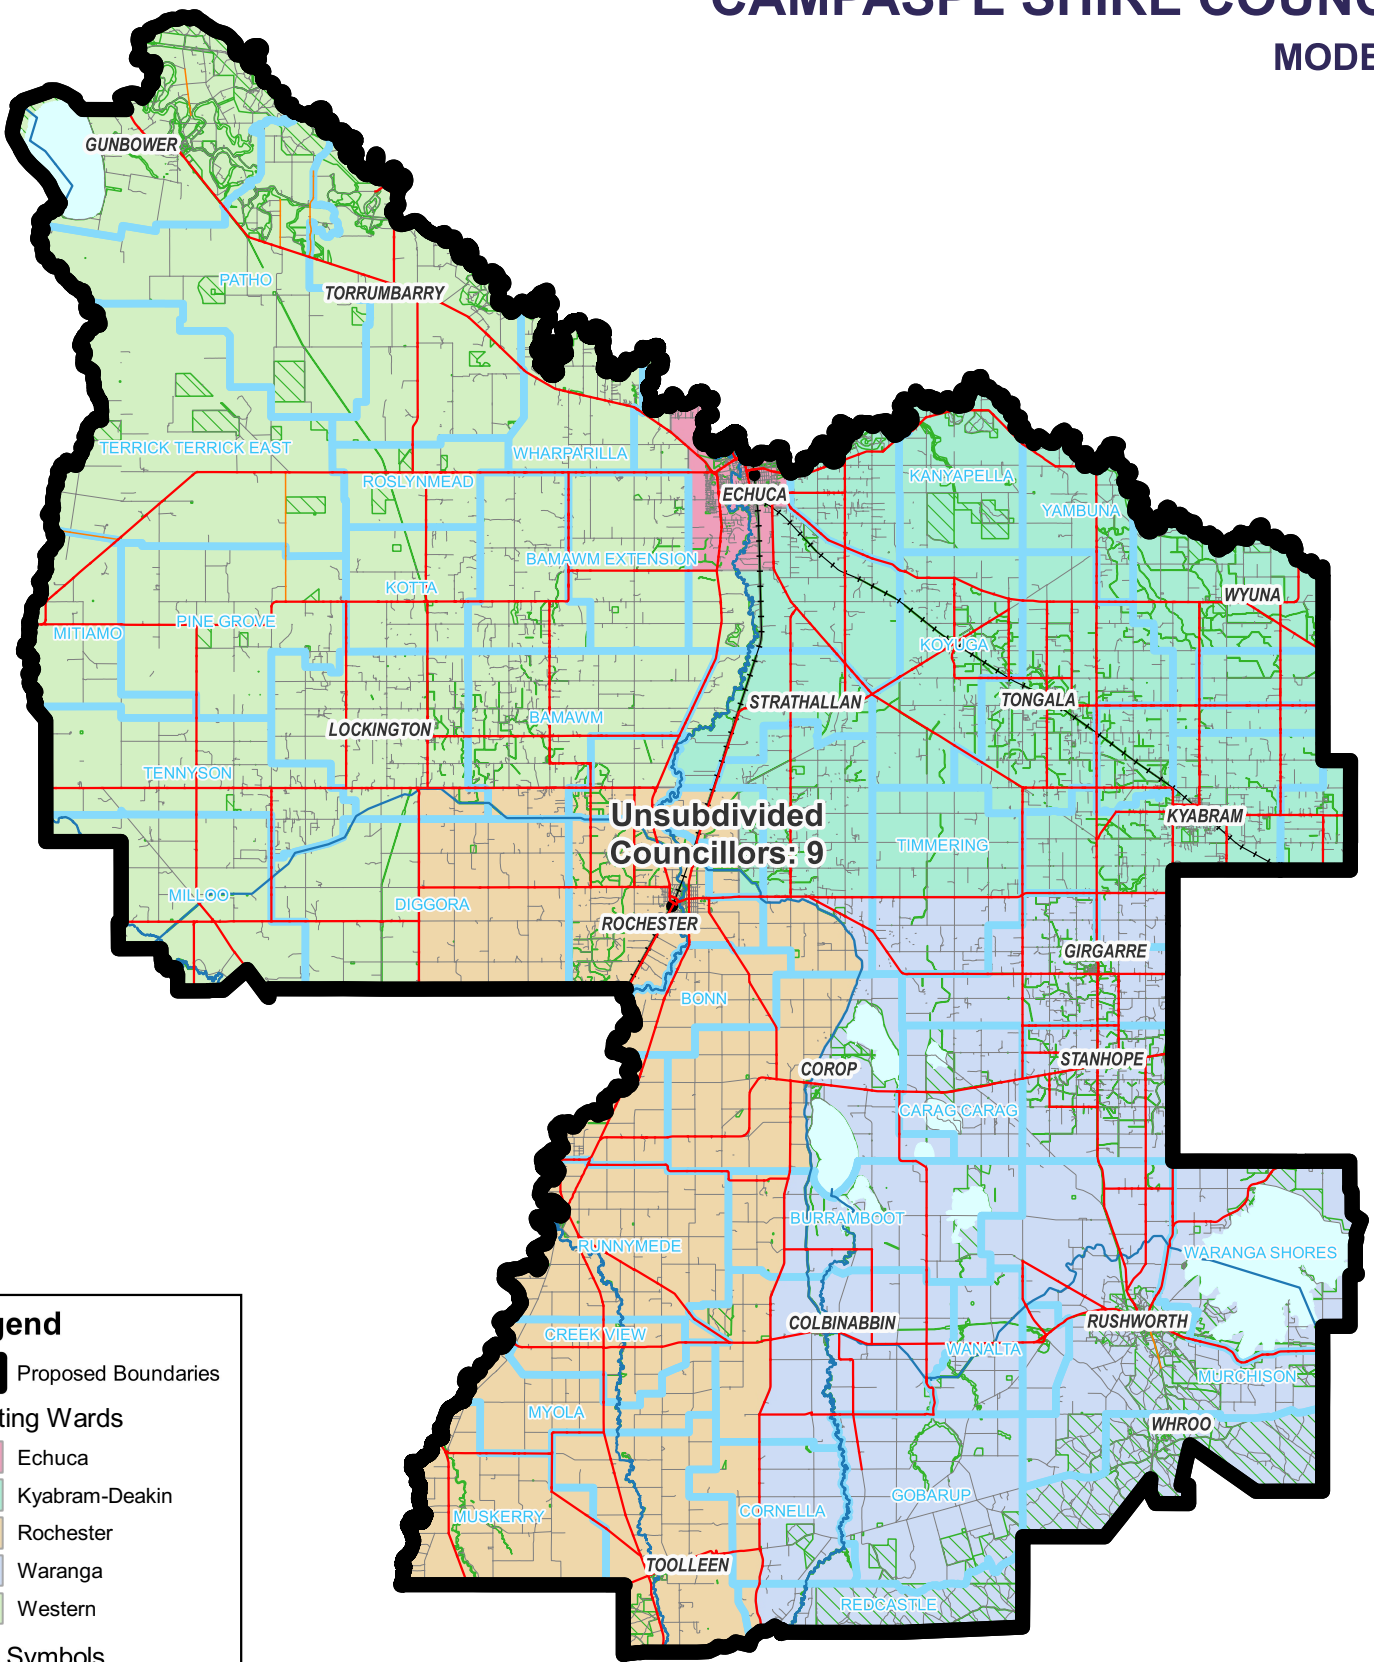 CAMPASPE SHIRE COUNC
MODE
GUNBOWER
PATHO
TORRUMBARRY
TERRICK TERRICK EAST
WHARPARILLA
ROSLYNMEAD
ECHUCA
KANYAPELLA
YAMBUNA
BAMAWM EXTENSION
KOTTA
WYUNA
PINE GROVE
MITIAMO
KOYUGA
STRATHALLAN
TONGALA
BAMAWM
LOCKINGTON
TENNYSON
Unsubdivided
Councillors: 9
KYABRAM
TIMMERING
MILLOO
DIGGORA
ROCHESTER
GIRGARRE
BONN
STANHOPE
COROP
CARAG CARAG
BURRAMBOOT
RUNNYMEDE
WARANGA SHORES
COLBINABBIN
RUSHWORTH
CREEK VIEW
WANALTA
MURCHISON
MYOLA
WHROO
GOBARUP
CORNELLA
MUSKERRY
TOOLLEEN
REDCASTLE
gend
Proposed Boundaries
ting Wards
Echuca
Kyabram-Deakin
Rochester
Waranga
Western
Symbols